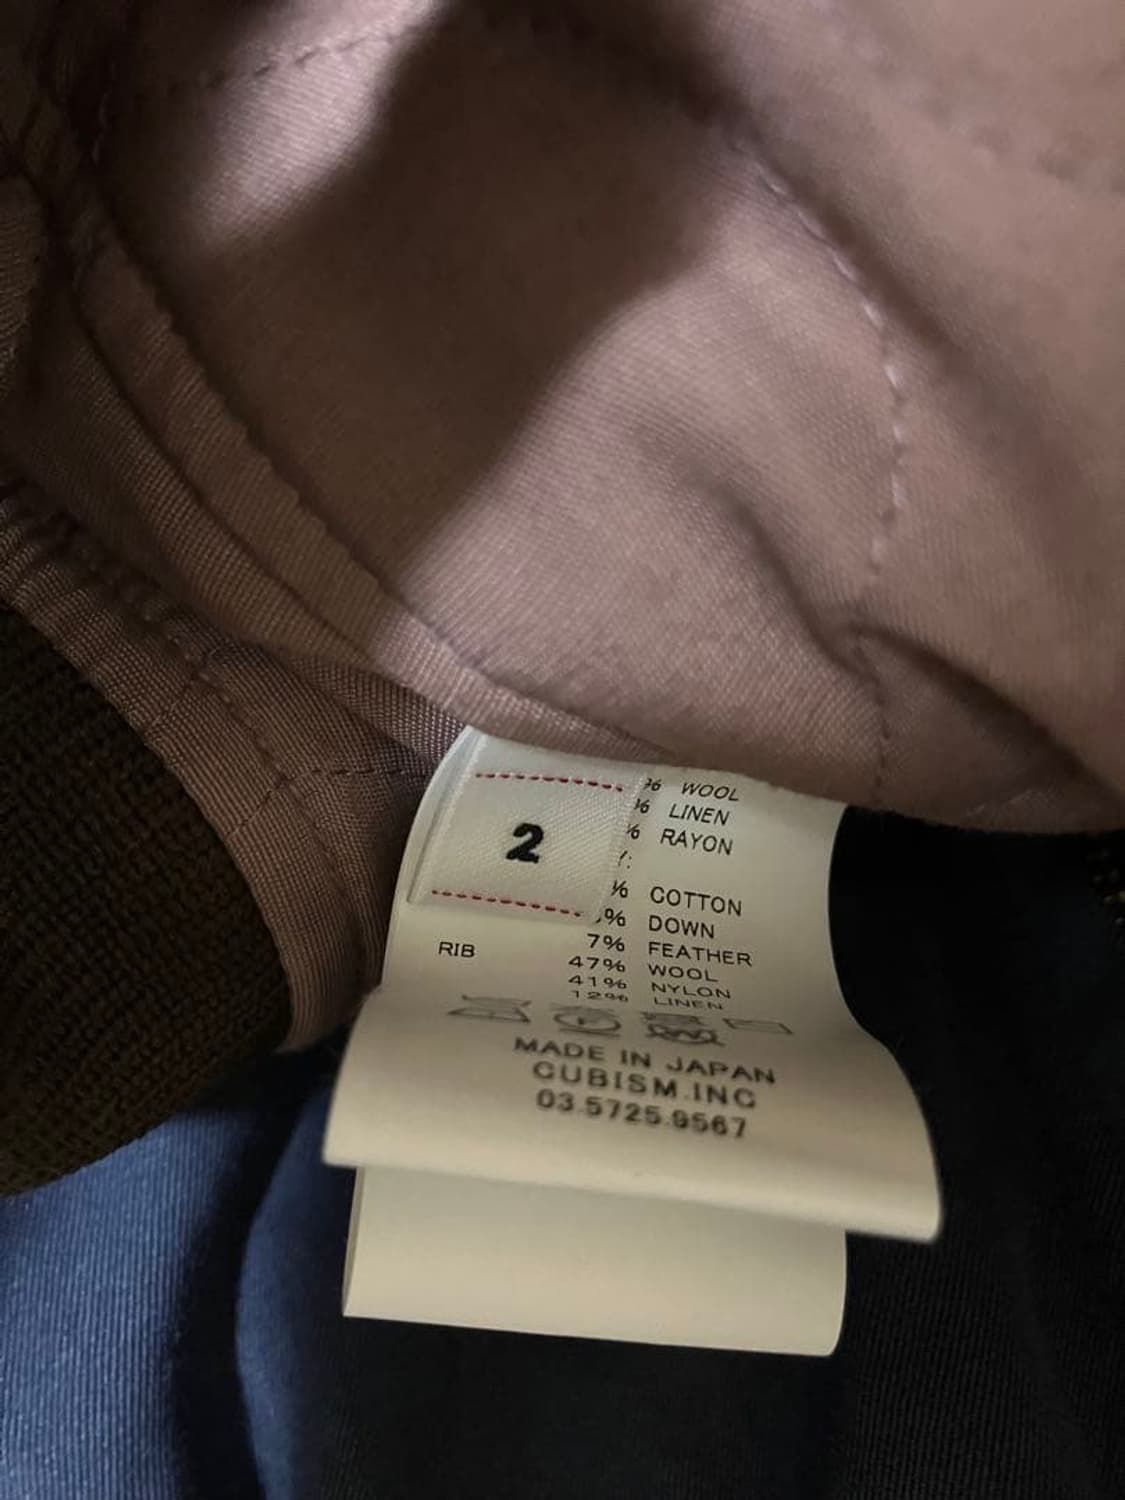 2
% WOOL
% LINEN
% RAYON
Y:
% COTTON
% DOWN
7% FEATHER
RIB 47% WOOL
41% NYLON
12% LINEN
MADE IN JAPAN
CUBISM.INC
03.5725.9567